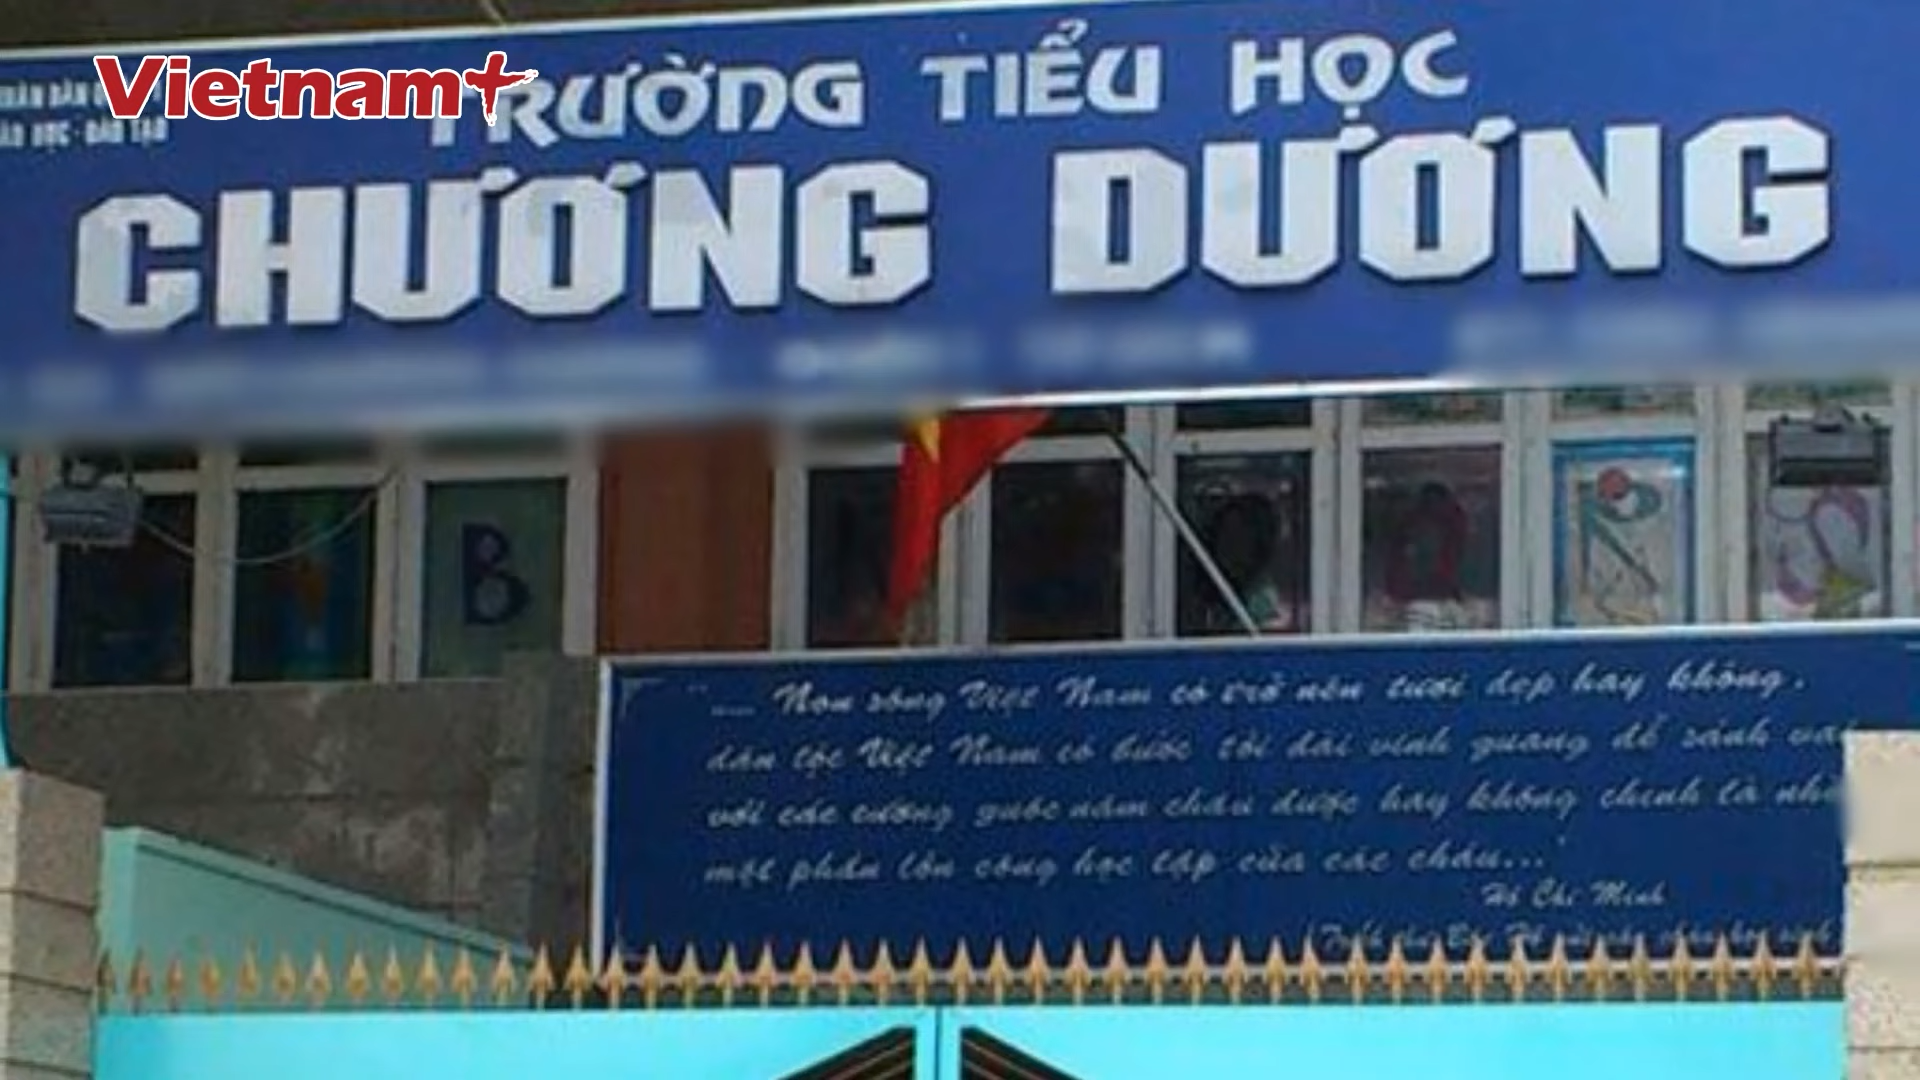 Vietnam+
TRƯỜNG TIỂU HỌC
CHƯƠNG DƯƠNG
B
.... Non sông Việt Nam có trở nên tươi đẹp hay không,
dân tộc Việt Nam có bước tới đài vinh quang để sánh vai
với các cường quốc năm châu được hay không chính là nhờ
một phần lớn công học tập của các cháu...
Hồ Chí Minh